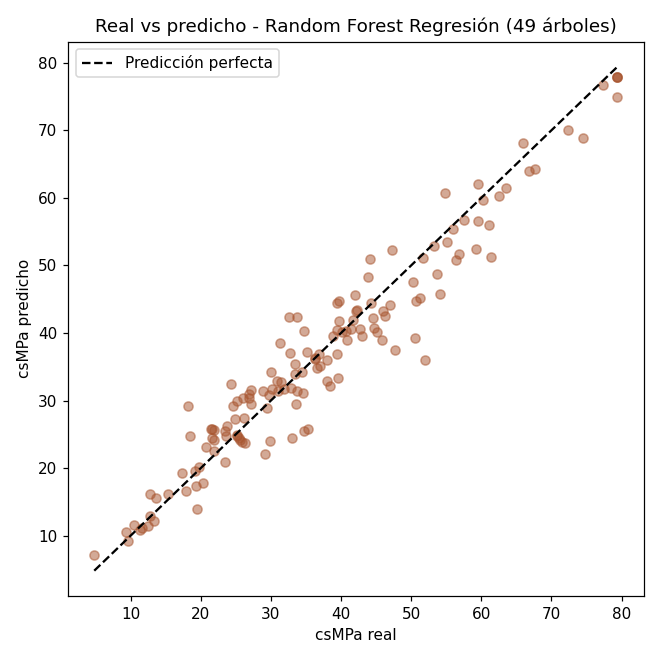 Real vs predicho - Random Forest Regresión (49 árboles)
Predicción perfecta
80
70
60
50
40
30
20
10
csMPa predicho
10 20 30 40 50 60 70 80
csMPa real